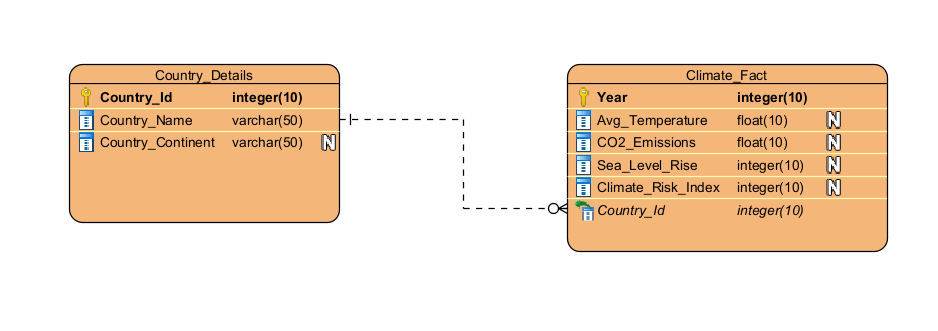 Country_Details
Country_Id integer(10)
Country_Name varchar(50)
Country_Continent varchar(50) N
Climate_Fact
Year integer(10)
Avg_Temperature float(10) N
CO2_Emissions float(10) N
Sea_Level_Rise integer(10) N
Climate_Risk_Index integer(10) N
Country_Id integer(10)